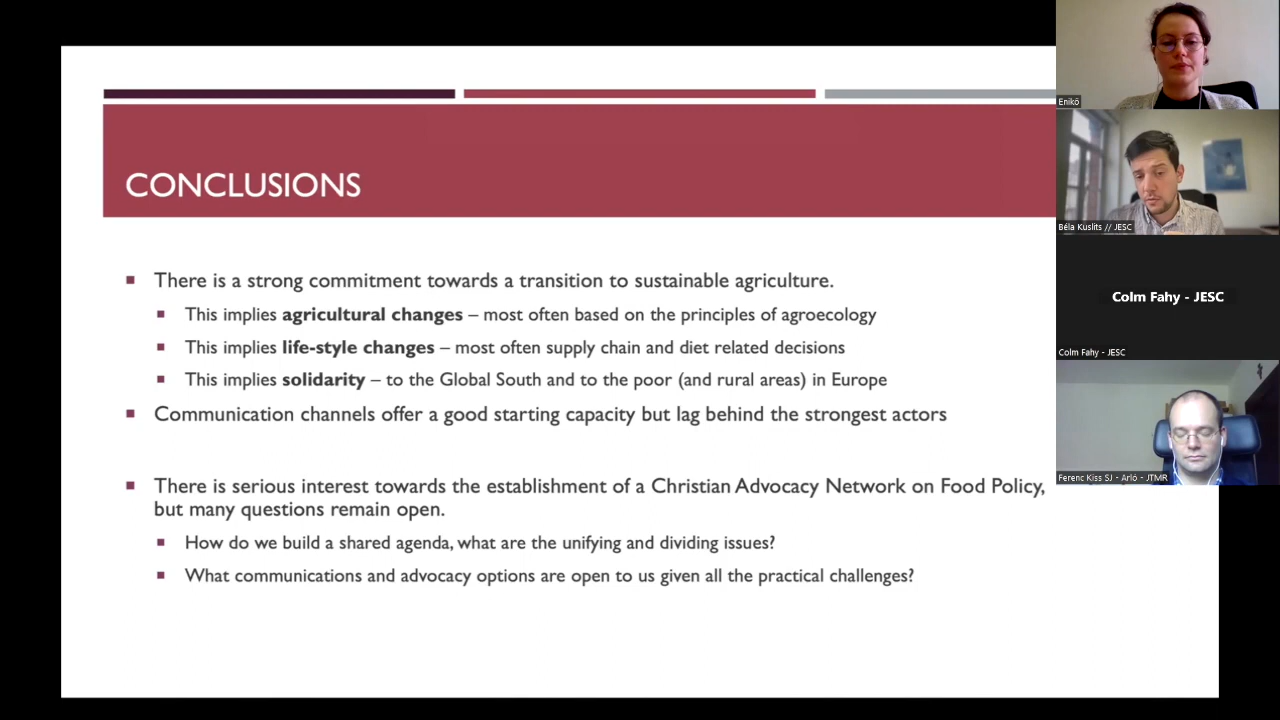 CONCLUSIONS
There is a strong commitment towards a transition to sustainable agriculture.
This implies agricultural changes – most often based on the principles of agroecology
This implies life-style changes – most often supply chain and diet related decisions
This implies solidarity – to the Global South and to the poor (and rural areas) in Europe
Communication channels offer a good starting capacity but lag behind the strongest actors
There is serious interest towards the establishment of a Christian Advocacy Network on Food Policy,
but many questions remain open.
How do we build a shared agenda, what are the unifying and dividing issues?
What communications and advocacy options are open to us given all the practical challenges?
Enikő
Béla Kuslits // JESC
Colm Fahy - JESC
Colm Fahy - JESC
Ferenc Kiss SJ - Arló - JTMR